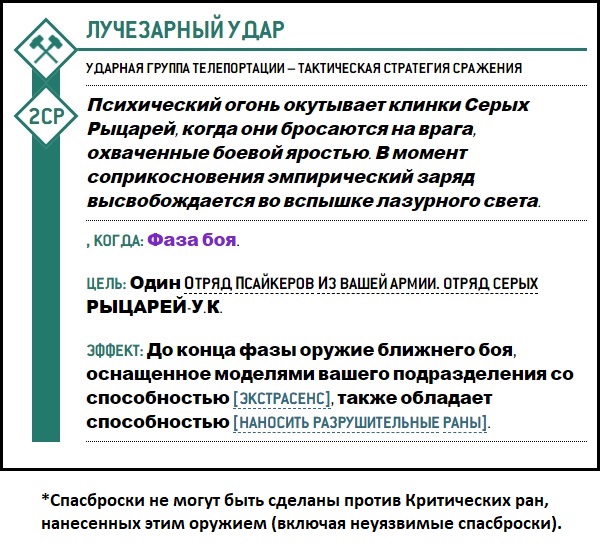 ЛУЧЕЗАРНЫЙ УДАР
УДАРНАЯ ГРУППА ТЕЛЕПОРТАЦИИ – ТАКТИЧЕСКАЯ СТРАТЕГИЯ СРАЖЕНИЯ
2CP
Психический огонь окутывает клинки Серых
Рыцарей, когда они бросаются на врага,
охваченные боевой яростью. В момент
соприкосновения эмпирический заряд
высвобождается во вспышке лазурного света.
, КОГДА: Фаза боя.
ЦЕЛЬ: Один ОТРЯД ПСАЙКЕРОВ ИЗ ВАШЕЙ АРМИИ. ОТРЯД СЕРЫХ
РЫЦАРЕЙ-У.К.
ЭФФЕКТ: До конца фазы оружие ближнего боя,
оснащенное моделями вашего подразделения со
способностью [ЭКСТРАСЕНС], также обладает
способностью [НАНОСИТЬ РАЗРУШИТЕЛЬНЫЕ РАНЫ].
*Спасброски не могут быть сделаны против Критических ран,
нанесенных этим оружием (включая неуязвимые спасброски).